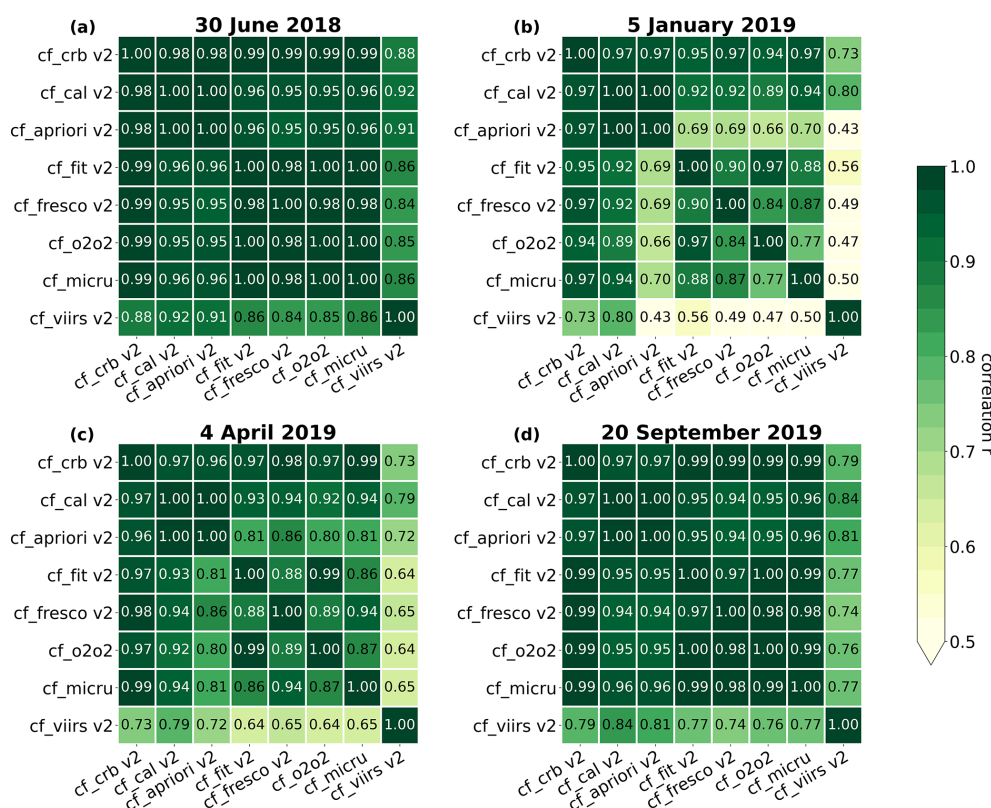 (a) 30 June 2018
cf_crb v2 1.00 0.98 0.98 0.99 0.99 0.99 0.99 0.88
cf_cal v2 0.98 1.00 1.00 0.96 0.95 0.95 0.96 0.92
cf_apriori v2 0.98 1.00 1.00 0.96 0.95 0.95 0.96 0.91
cf_fit v2 0.99 0.96 0.96 1.00 0.98 1.00 1.00 0.86
cf_fresco v2 0.99 0.95 0.95 0.98 1.00 0.98 0.98 0.84
cf_o2o2 0.99 0.95 0.95 1.00 0.98 1.00 1.00 0.85
cf_micru 0.99 0.96 0.96 1.00 0.98 1.00 1.00 0.86
cf_viirs v2 0.88 0.92 0.91 0.86 0.84 0.85 0.86 1.00
cf_crb v2 cf_cal v2 cf_apriori v2 cf_fit v2 cf_fresco v2 cf_o2o2 cf_micru cf_viirs v2
(b) 5 January 2019
cf_crb v2 1.00 0.97 0.97 0.95 0.97 0.94 0.97 0.73
cf_cal v2 0.97 1.00 1.00 0.92 0.92 0.89 0.94 0.80
cf_apriori v2 0.97 1.00 1.00 0.69 0.69 0.66 0.70 0.43
cf_fit v2 0.95 0.92 0.69 1.00 0.90 0.97 0.88 0.56
cf_fresco v2 0.97 0.92 0.69 0.90 1.00 0.84 0.87 0.49
cf_o2o2 0.94 0.89 0.66 0.97 0.84 1.00 0.77 0.47
cf_micru 0.97 0.94 0.70 0.88 0.87 0.77 1.00 0.50
cf_viirs v2 0.73 0.80 0.43 0.56 0.49 0.47 0.50 1.00
cf_crb v2 cf_cal v2 cf_apriori v2 cf_fit v2 cf_fresco v2 cf_o2o2 cf_micru cf_viirs v2
(c) 4 April 2019
cf_crb v2 1.00 0.97 0.96 0.97 0.98 0.97 0.99 0.73
cf_cal v2 0.97 1.00 1.00 0.93 0.94 0.92 0.94 0.79
cf_apriori v2 0.96 1.00 1.00 0.81 0.86 0.80 0.81 0.72
cf_fit v2 0.97 0.93 0.81 1.00 0.88 0.99 0.86 0.64
cf_fresco v2 0.98 0.94 0.86 0.88 1.00 0.89 0.94 0.65
cf_o2o2 0.97 0.92 0.80 0.99 0.89 1.00 0.87 0.64
cf_micru 0.99 0.94 0.81 0.86 0.94 0.87 1.00 0.65
cf_viirs v2 0.73 0.79 0.72 0.64 0.65 0.64 0.65 1.00
cf_crb v2 cf_cal v2 cf_apriori v2 cf_fit v2 cf_fresco v2 cf_o2o2 cf_micru cf_viirs v2
(d) 20 September 2019
cf_crb v2 1.00 0.97 0.97 0.99 0.99 0.99 0.99 0.79
cf_cal v2 0.97 1.00 1.00 0.95 0.94 0.95 0.96 0.84
cf_apriori v2 0.97 1.00 1.00 0.95 0.94 0.95 0.96 0.81
cf_fit v2 0.99 0.95 0.95 1.00 0.97 1.00 0.99 0.77
cf_fresco v2 0.99 0.94 0.94 0.97 1.00 0.98 0.98 0.74
cf_o2o2 0.99 0.95 0.95 1.00 0.98 1.00 0.99 0.76
cf_micru 0.99 0.96 0.96 0.99 0.98 0.99 1.00 0.77
cf_viirs v2 0.79 0.84 0.81 0.77 0.74 0.76 0.77 1.00
cf_crb v2 cf_cal v2 cf_apriori v2 cf_fit v2 cf_fresco v2 cf_o2o2 cf_micru cf_viirs v2
1.0
0.9
0.8
0.7
0.6
0.5
correlation r